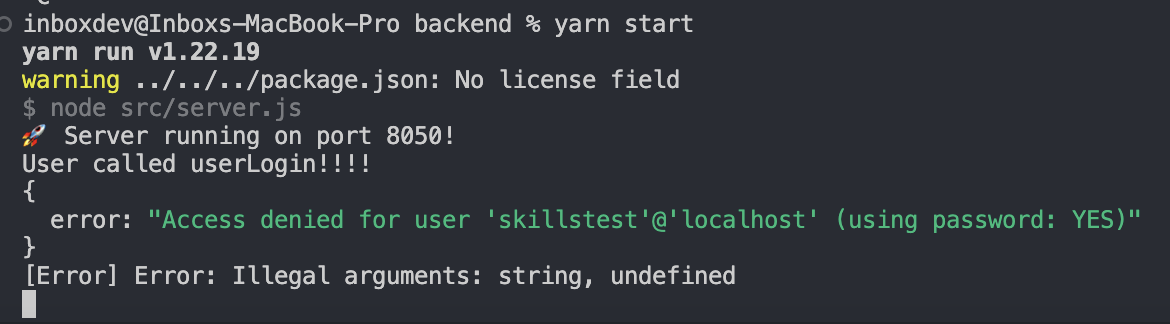 inboxdev@Inboxs-MacBook-Pro backend % yarn start
yarn run v1.22.19
warning ../../../package.json: No license field
$ node src/server.js
🚀 Server running on port 8050!
User called userLogin!!!!
{
  error: "Access denied for user 'skillstest'@'localhost' (using password: YES)"
}
[Error] Error: Illegal arguments: string, undefined